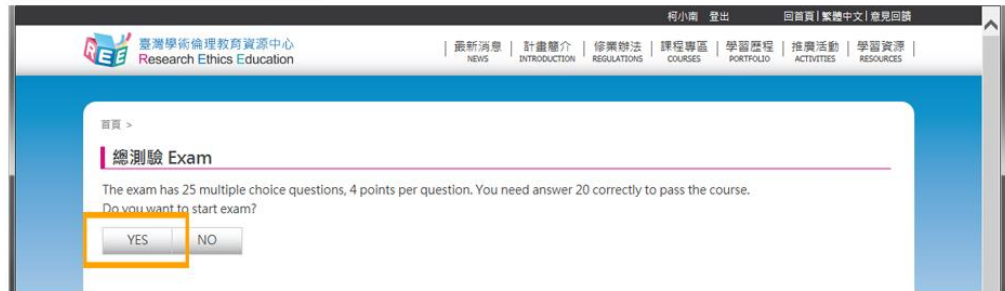 柯小南 登出 回首頁|繁體中文|意見回饋
REE 臺灣學術倫理教育資源中心
Research Ethics Education
最新消息 | 計畫簡介 | 修業辦法 | 課程專區 | 學習歷程 | 推廣活動 | 學習資源
NEWS INTRODUCTION REGULATIONS COURSES PORTFOLIO ACTIVITIES RESOURCES
首頁 >
總測驗 Exam
The exam has 25 multiple choice questions, 4 points per question. You need answer 20 correctly to pass the course.
Do you want to start exam?
YES NO